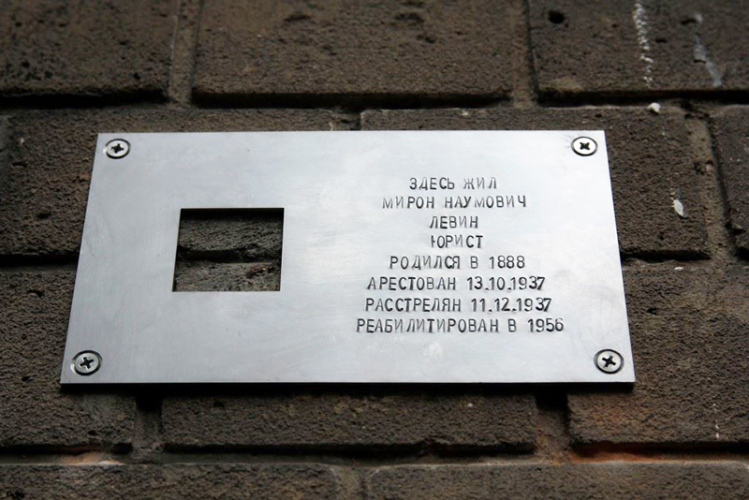 ЗДЕСЬ ЖИЛ
МИРОН НАУМОВИЧ
ЛЕВИН
ЮРИСТ
РОДИЛСЯ В 1888
АРЕСТОВАН 13.10.1937
РАССТРЕЛЯН 11.12.1937
РЕАБИЛИТИРОВАН В 1956